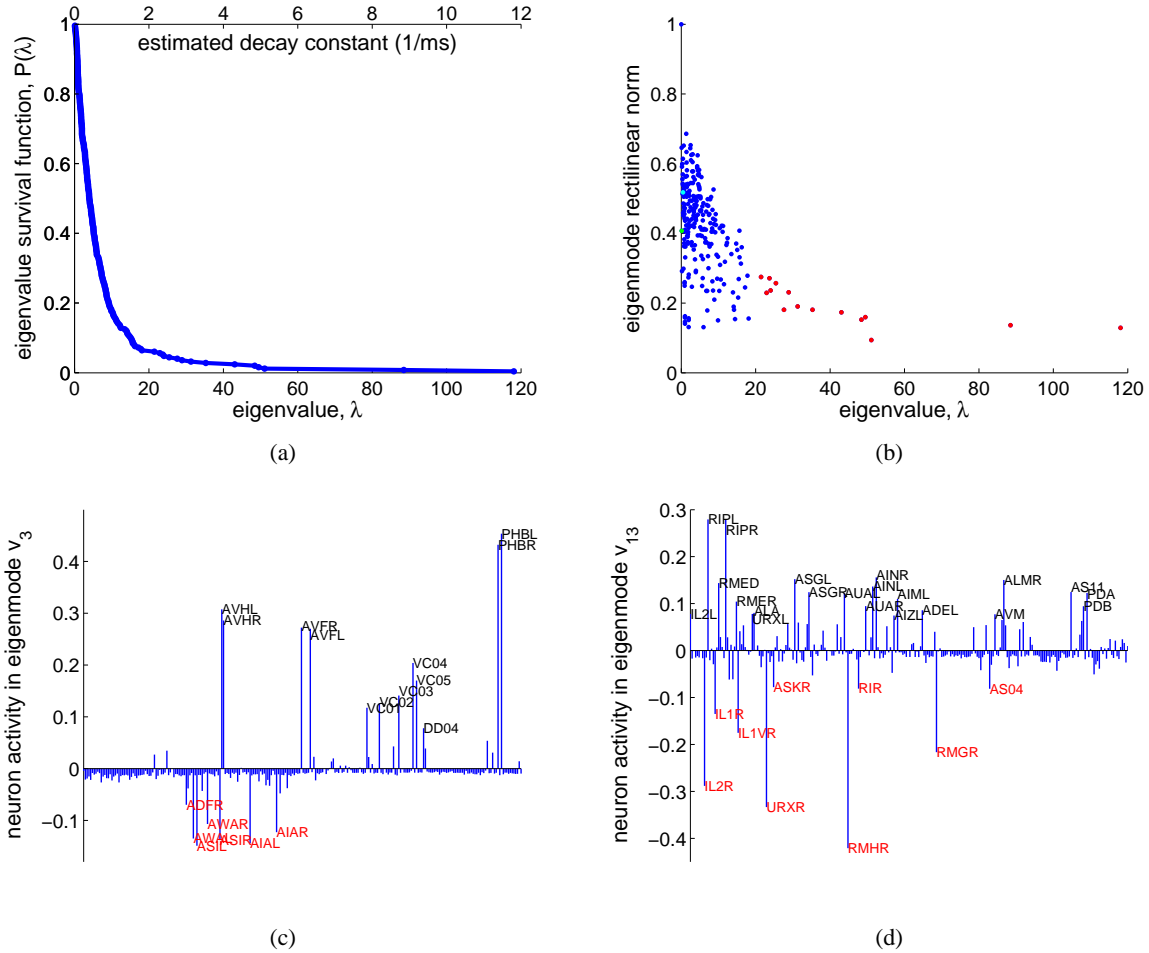 0 2 4 6 8 10 12
estimated decay constant (1/ms)
1
0.8
0.6
0.4
0.2
0
eigenvalue survival function, P(λ)
0 20 40 60 80 100 120
eigenvalue, λ
(a)
1
0.8
0.6
0.4
0.2
0
eigenmode rectilinear norm
0 20 40 60 80 100 120
eigenvalue, λ
(b)
0.4
0.3
0.2
0.1
0
−0.1
neuron activity in eigenmode v3
PHBL
PHBR
AVHL
AVHR
AVFR
AVFL
VC04
VC05
VC03
VC02
VC01
DD04
ADFR
AWAR
AIAR
AWAL
ASIR
ASIL
AIAL
(c)
0.3
0.2
0.1
0
−0.1
−0.2
−0.3
−0.4
neuron activity in eigenmode v13
RIPL
RIPR
RMED
ASGL
AINR
ALMR
ASGR
AUAL
AINL
AIML
AS11
PDA
RMER
IL2L
ALA
URXL
AUAR
AIZL
ADEL
AVM
PDB
ASKR
RIR
AS04
IL1R
IL1VR
RMGR
IL2R
URXR
RMHR
(d)